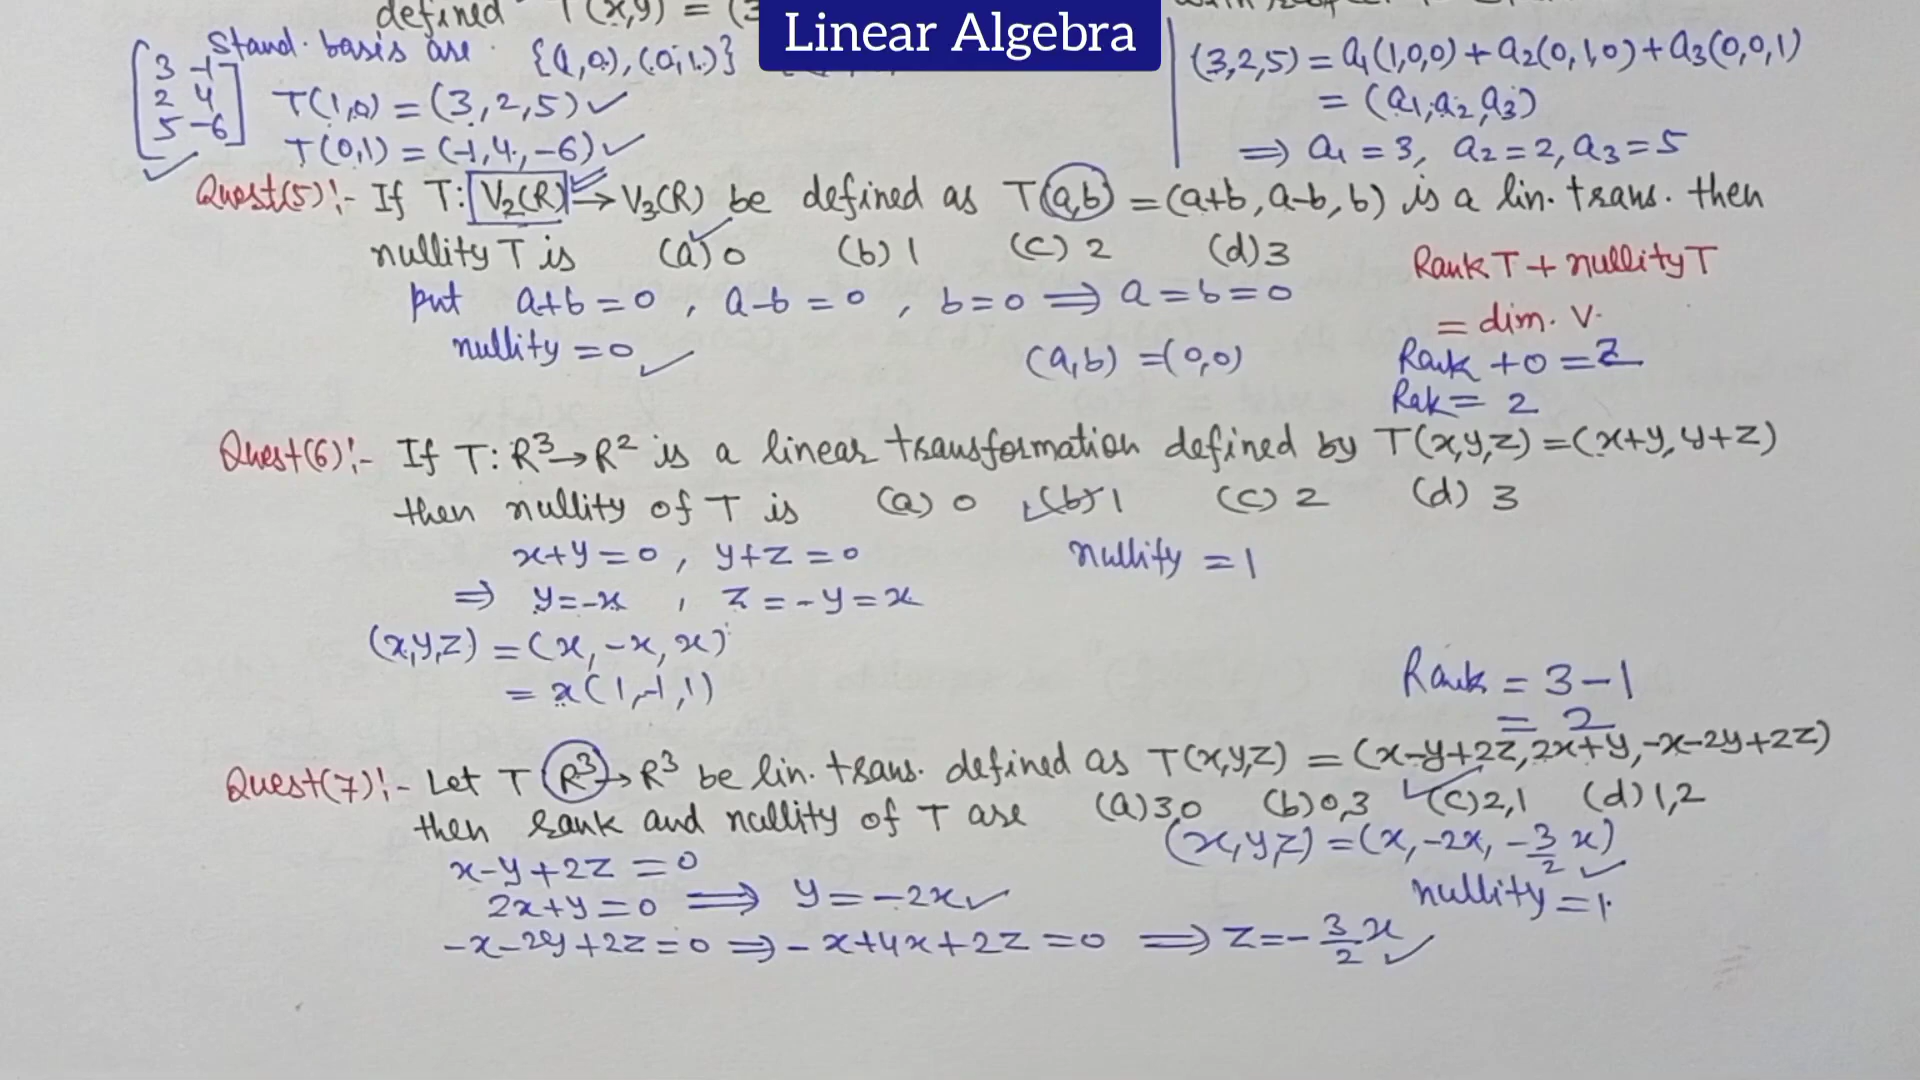 Linear Algebra
defined T(x,y) = (3
Stand. basis are {(1,0), (0,1)}
[3 -1
2 4
5 -6]
T(1,0) = (3,2,5) ✓
T(0,1) = (-1,4,-6) ✓
(3,2,5) = a1(1,0,0) + a2(0,1,0) + a3(0,0,1)
= (a1,a2,a3)
⇒ a1 = 3, a2 = 2, a3 = 5
Quest(5):- If T: V2(R) → V3(R) be defined as T(a,b) = (a+b, a-b, b) is a lin. trans. then
nullity T is (a) 0 (b) 1 (c) 2 (d) 3
put a+b = 0, a-b = 0, b = 0 ⇒ a = b = 0
nullity = 0 ✓ (a,b) = (0,0)
Rank T + nullity T
= dim. V.
Rank + 0 = 2
Rak = 2
Quest(6):- If T: R³ → R² is a linear transformation defined by T(x,y,z) = (x+y, y+z)
then nullity of T is (a) 0 (b) 1 (c) 2 (d) 3
x+y = 0, y+z = 0 nullity = 1
⇒ y = -x, z = -y = x
(x,y,z) = (x, -x, x)
= x(1,-1,1)
Rank = 3-1
= 2
Quest(7):- Let T R³ → R³ be lin. trans. defined as T(x,y,z) = (x-y+2z, 2x+y, -x-2y+2z)
then rank and nullity of T are (a) 3,0 (b) 0,3 (c) 2,1 (d) 1,2
x-y+2z = 0 (x,y,z) = (x, -2x, -3/2 x) ✓
2x+y = 0 ⇒ y = -2x ✓ nullity = 1.
-x-2y+2z = 0 ⇒ -x+4x+2z = 0 ⇒ z = -3/2 x ✓